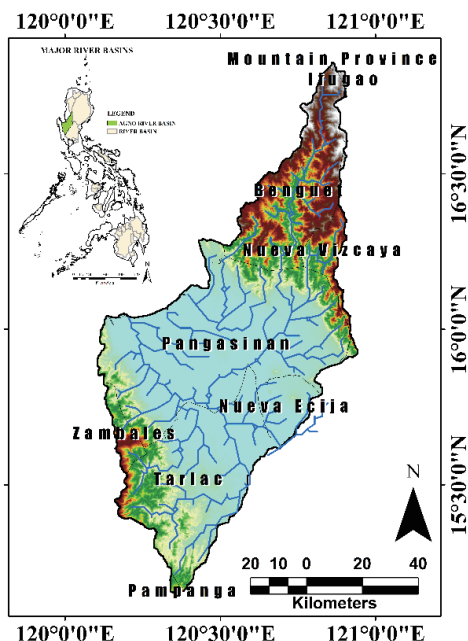 120°0'0"E 120°30'0"E 121°0'0"E
MAJOR RIVER BASINS
LEGEND
AGNO RIVER BASIN
RIVER BASIN
N
Mountain Province
Ifugao
Benguet
Nueva Vizcaya
Pangasinan
Nueva Ecija
Zambales
Tarlac
Pampanga
16°30'0"N
16°0'0"N
15°30'0"N
N
20 10 0 20 40
Kilometers
120°0'0"E 120°30'0"E 121°0'0"E